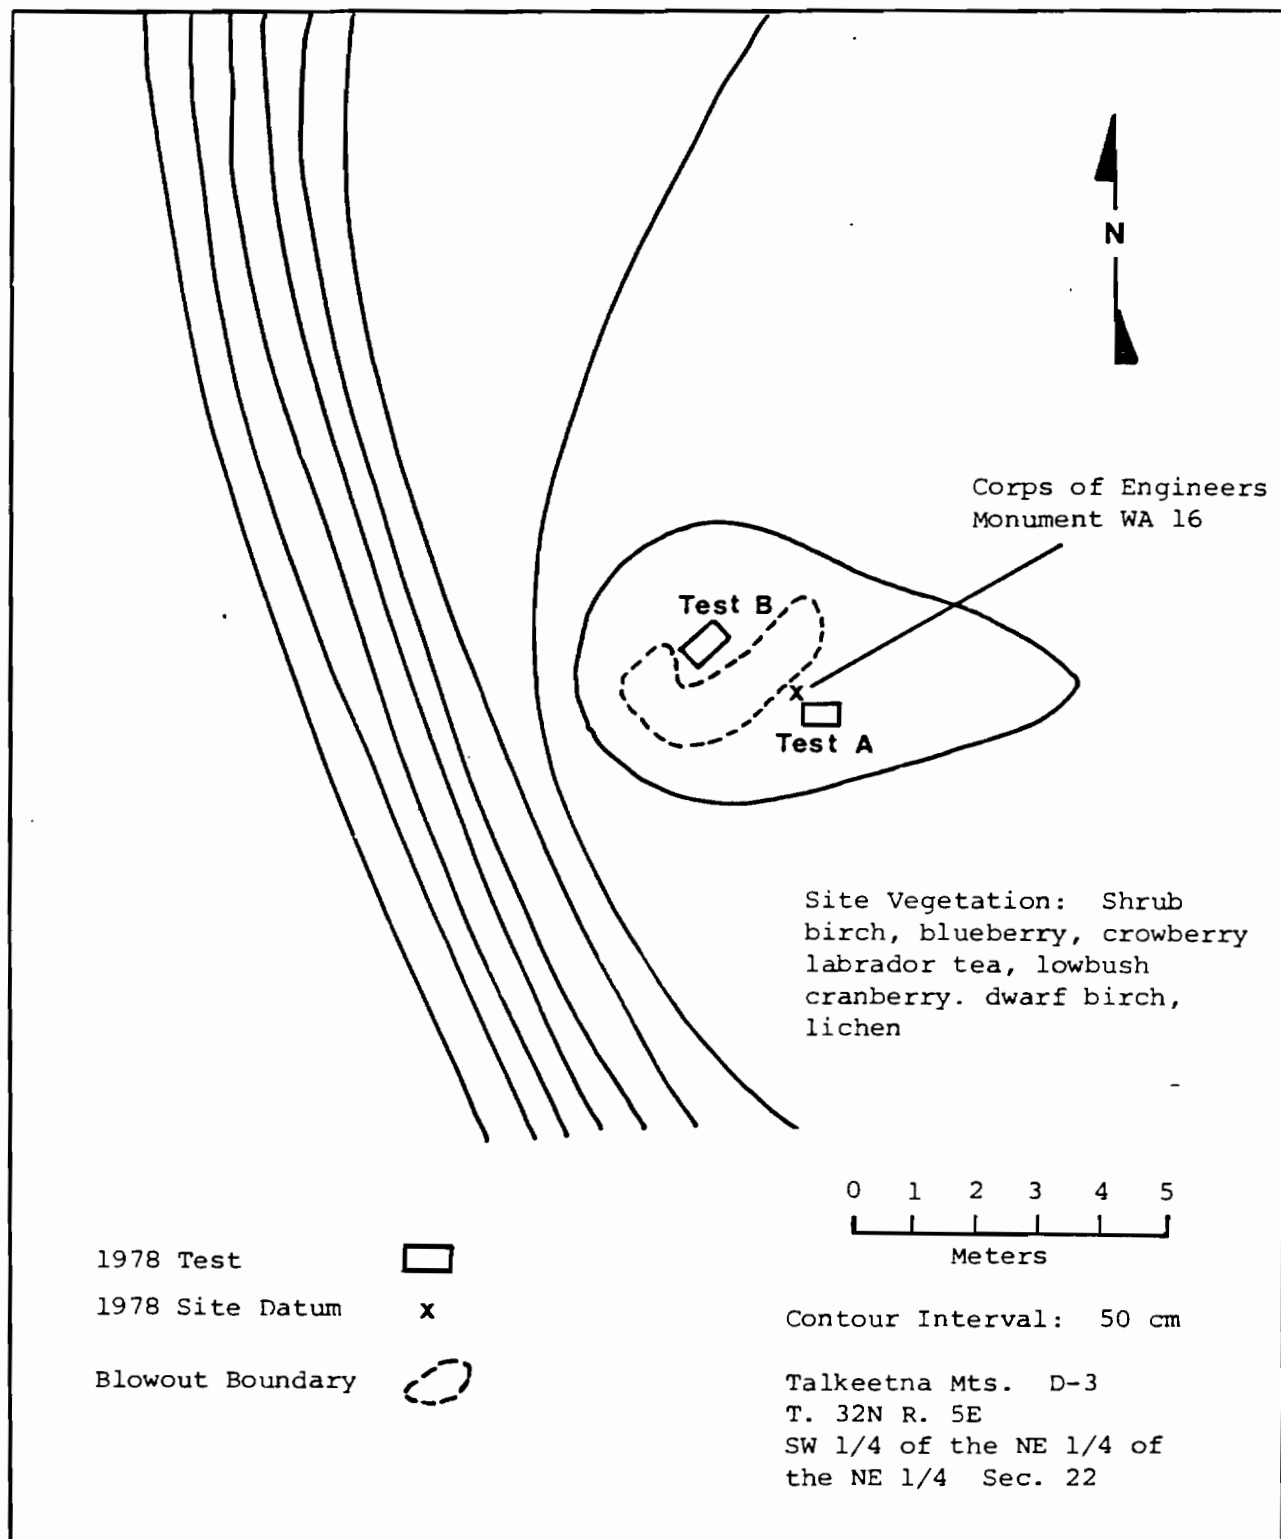 N
Corps of Engineers
Monument WA 16
Test B
x
Test A
Site Vegetation: Shrub
birch, blueberry, crowberry
labrador tea, lowbush
cranberry. dwarf birch,
lichen
0 1 2 3 4 5
Meters
1978 Test
1978 Site Datum x
Blowout Boundary
Contour Interval: 50 cm
Talkeetna Mts. D-3
T. 32N R. 5E
SW 1/4 of the NE 1/4 of
the NE 1/4 Sec. 22